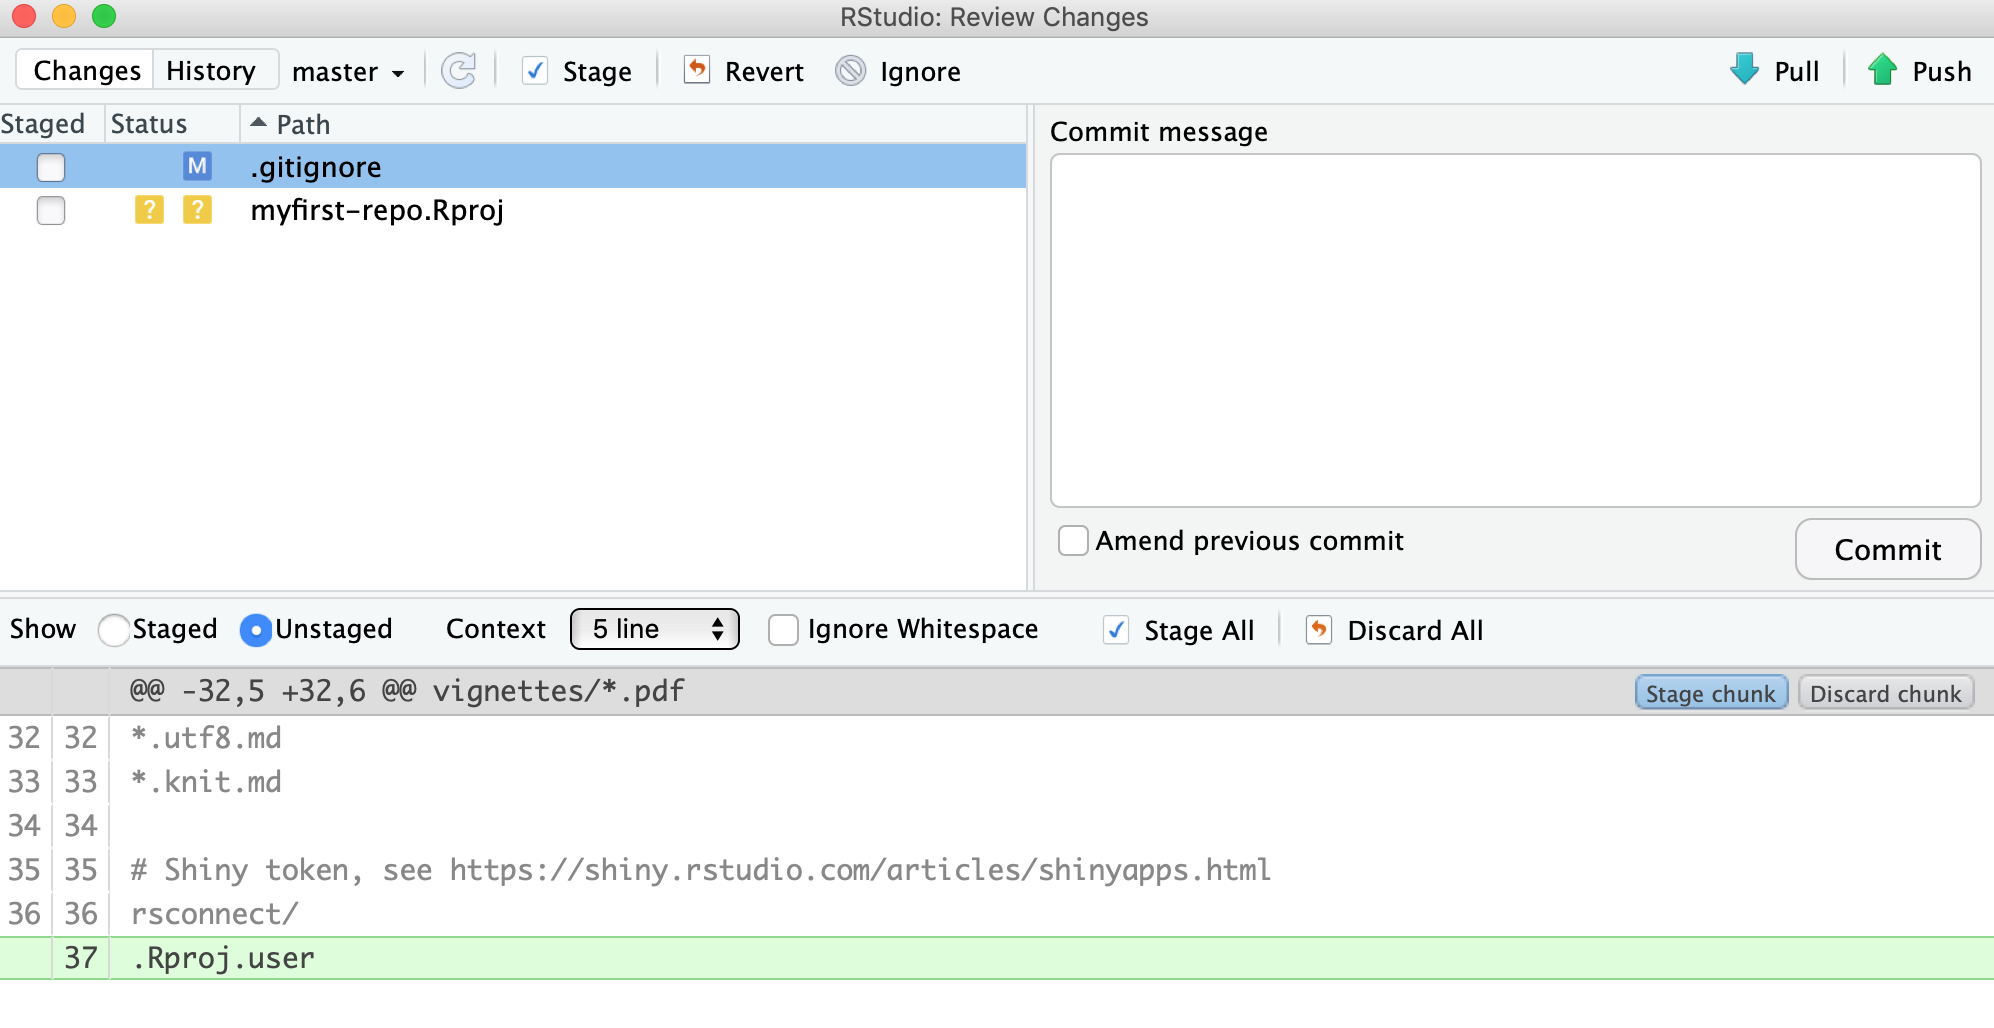 RStudio: Review Changes
Changes History master Stage Revert Ignore Pull Push
Staged Status Path
M .gitignore
? ? myfirst-repo.Rproj
Commit message
Amend previous commit
Commit
Show Staged Unstaged Context 5 line Ignore Whitespace Stage All Discard All
@@ -32,5 +32,6 @@ vignettes/*.pdf Stage chunk Discard chunk
32 32 *.utf8.md
33 33 *.knit.md
34 34
35 35 # Shiny token, see https://shiny.rstudio.com/articles/shinyapps.html
36 36 rsconnect/
37 .Rproj.user